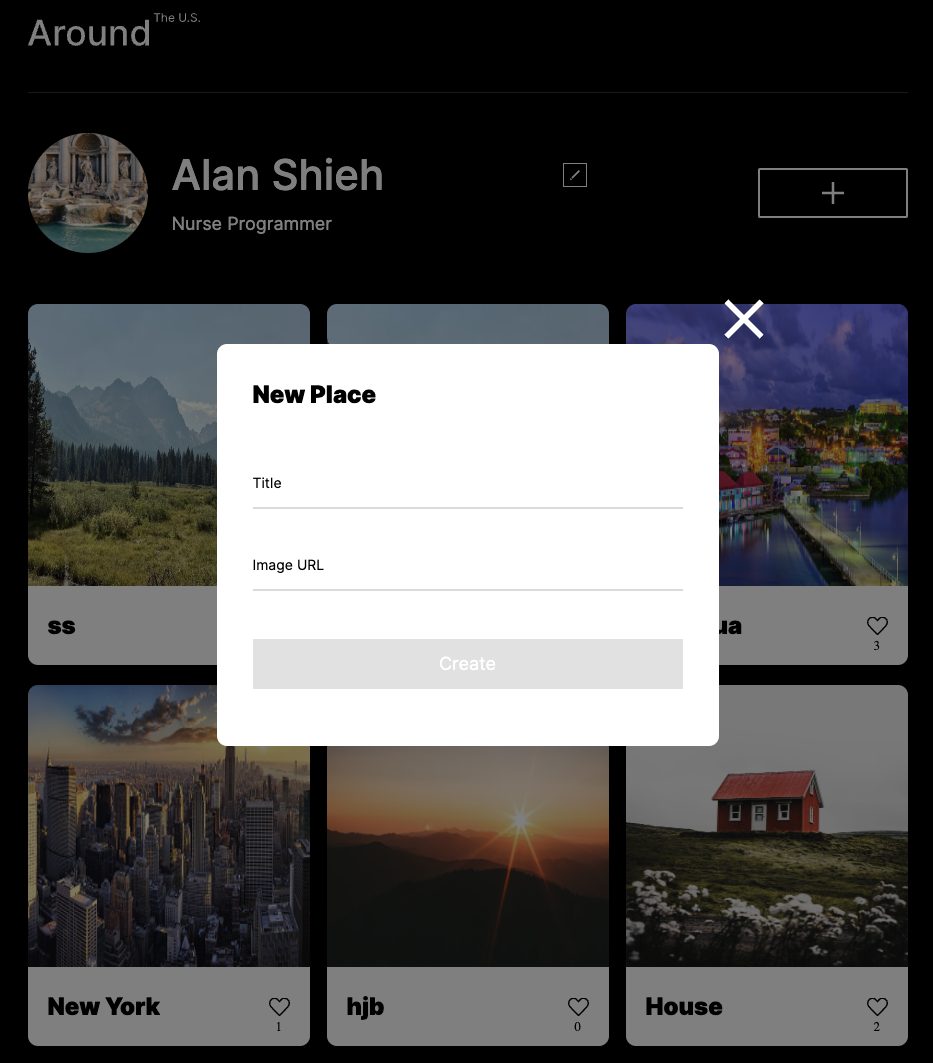 Around The U.S.
Alan Shieh
Nurse Programmer
New Place
Title
Image URL
Create
ss
ua
3
New York
1
hjb
0
House
2